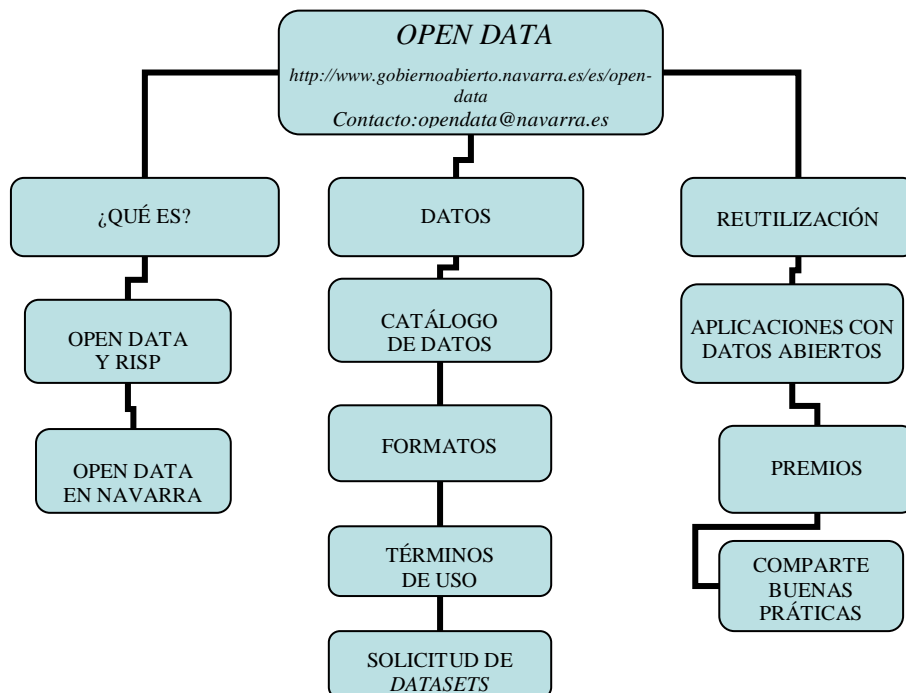 OPEN DATA
http://www.gobiernoabierto.navarra.es/es/open-
data
Contacto:opendata@navarra.es
¿QUÉ ES?
OPEN DATA
Y RISP
OPEN DATA
EN NAVARRA
DATOS
CATÁLOGO
DE DATOS
FORMATOS
TÉRMINOS
DE USO
SOLICITUD DE
DATASETS
REUTILIZACIÓN
APLICACIONES CON
DATOS ABIERTOS
PREMIOS
COMPARTE
BUENAS
PRÁTICAS